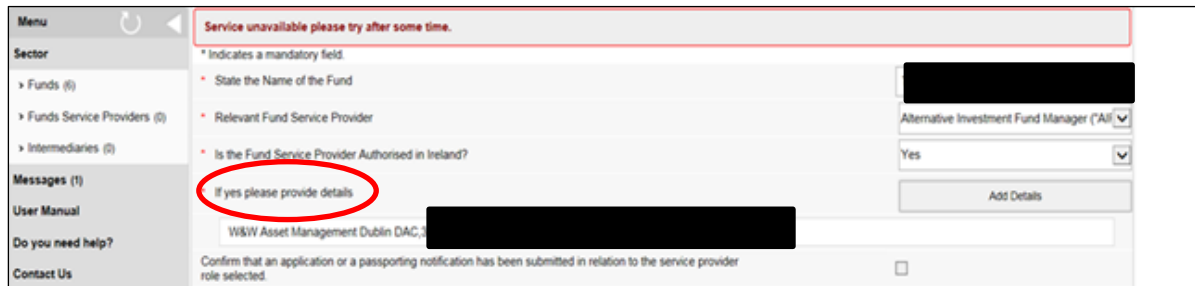 Menu
Service unavailable please try after some time.
Sector
* Indicates a mandatory field.
* State the Name of the Fund
> Funds (6)
> Funds Service Providers (0)
* Relevant Fund Service Provider
Alternative Investment Fund Manager ("AIF
> Intermediaries (0)
* Is the Fund Service Provider Authorised in Ireland?
Yes
Messages (1)
* If yes please provide details
Add Details
User Manual
W&W Asset Management Dublin DAC,3
Do you need help?
Confirm that an application or a passporting notification has been submitted in relation to the service provider
role selected.
Contact Us